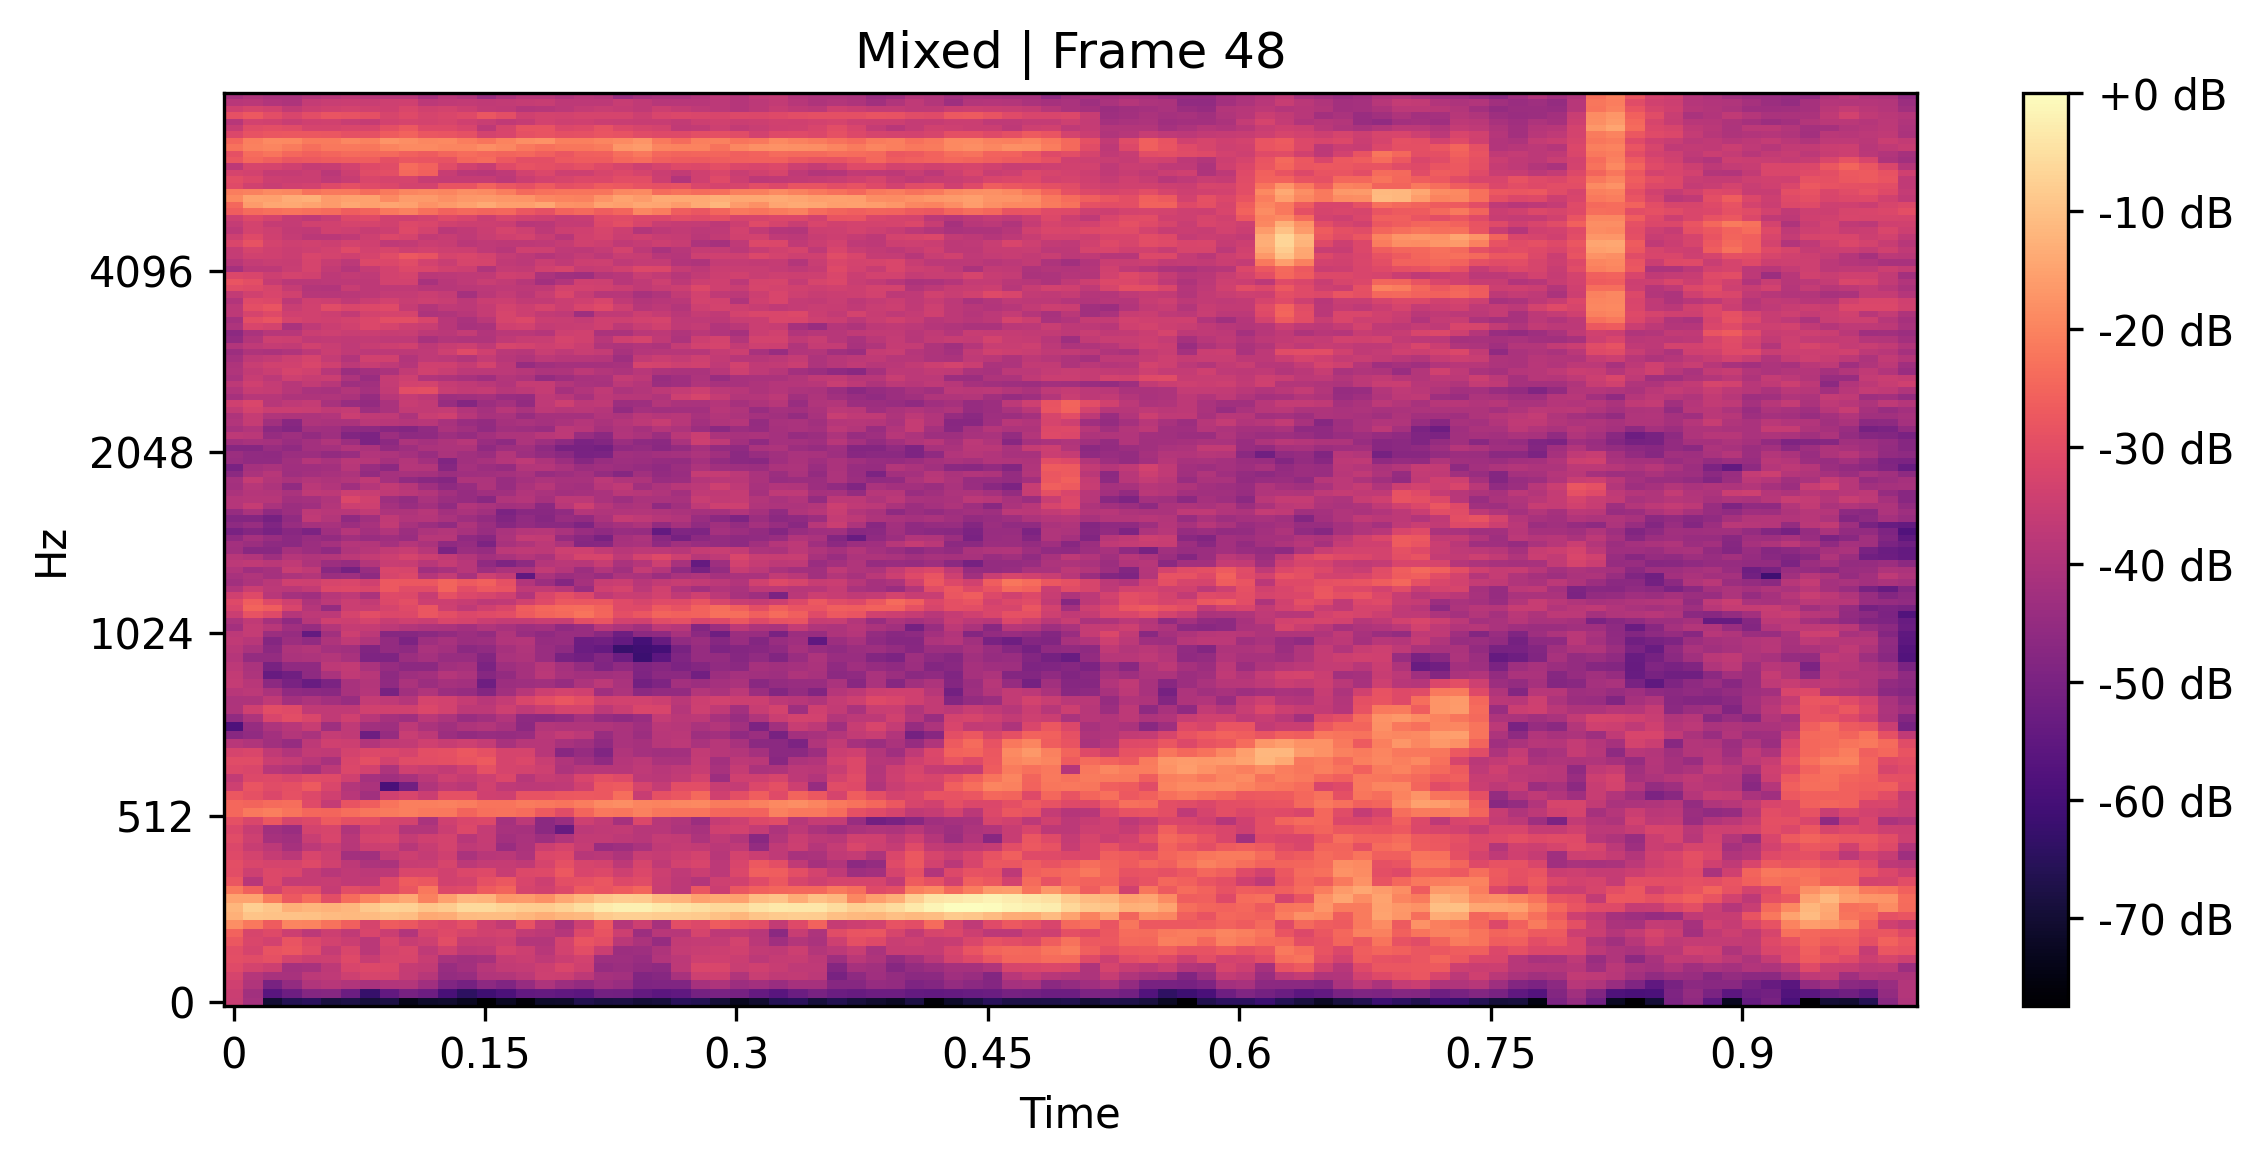 Mixed | Frame 48
+0 dB
-10 dB
-20 dB
-30 dB
-40 dB
-50 dB
-60 dB
-70 dB
4096
2048
1024
512
0
Hz
0 0.15 0.3 0.45 0.6 0.75 0.9
Time